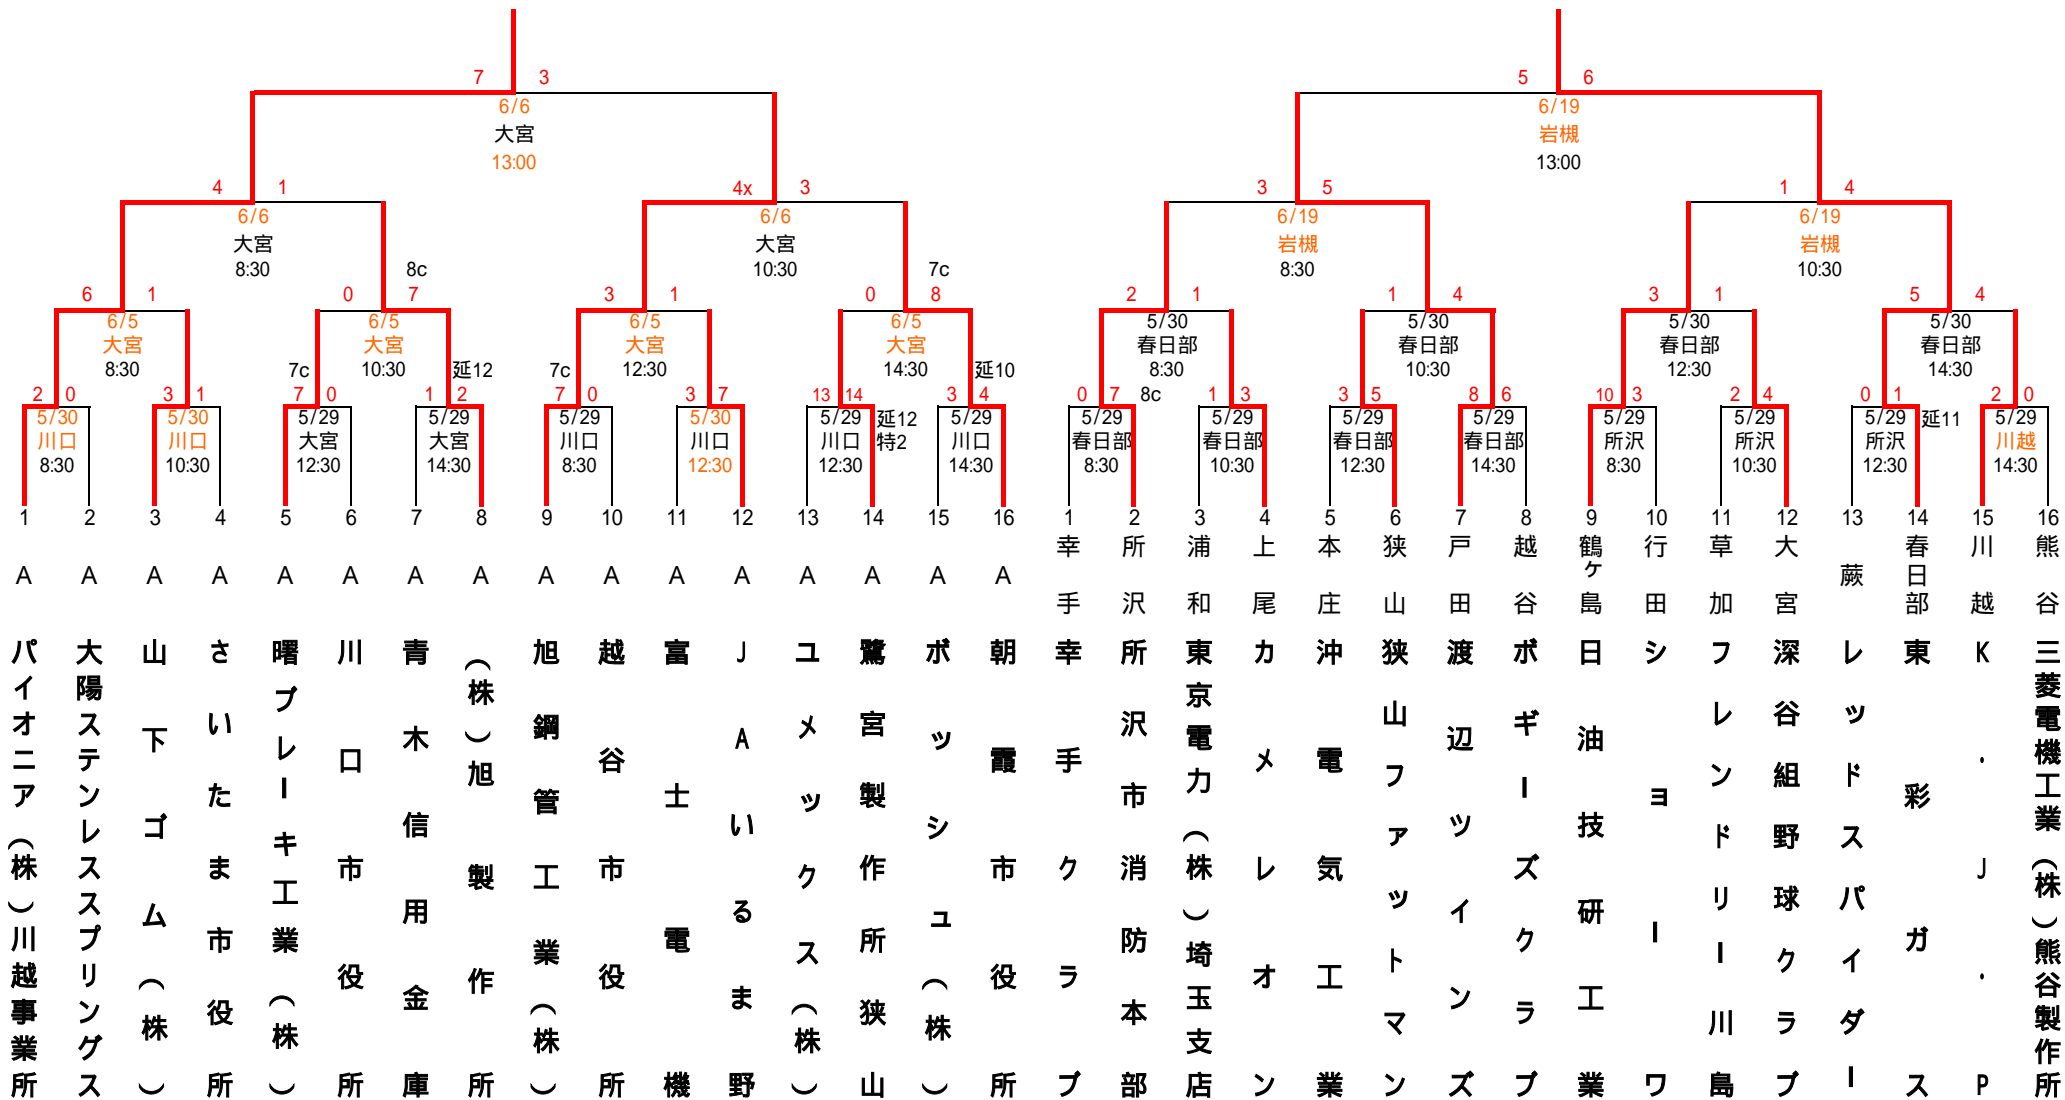 7 3
6/6
大宮
13:00
5 6
6/19
岩槻
13:00
4 1
6/6
大宮
8:30
4x 3
6/6
大宮
10:30
3 5
6/19
岩槻
8:30
1 4
6/19
岩槻
10:30
6 1
6/5
大宮
8:30
8c
0 7
6/5
大宮
10:30
3 1
6/5
大宮
12:30
7c
0 8
6/5
大宮
14:30
2 1
5/30
春日部
8:30
1 4
5/30
春日部
10:30
3 1
5/30
春日部
12:30
5 4
5/30
春日部
14:30
2 0
5/30
川口
8:30
3 1
5/30
川口
10:30
7c
7 0
5/29
大宮
12:30
延12
1 2
5/29
大宮
14:30
7c
7 0
5/29
川口
8:30
3 7
5/30
川口
12:30
13 14
5/29
川口
12:30
延12
特2
延10
3 4
5/29
川口
14:30
0 7
8c
5/29
春日部
8:30
1 3
5/29
春日部
10:30
3 5
5/29
春日部
12:30
8 6
5/29
春日部
14:30
10 3
5/29
所沢
8:30
2 4
5/29
所沢
10:30
0 1
5/29
所沢
12:30
延11
2 0
5/29
川越
14:30
1 A パイオニア（株）川越事業所
2 A 大陽ステンレススプリングス
3 A 山下ゴム（株）
4 A さいたま市役所
5 A 曙ブレーキ工業（株）
6 A 川口市役所
7 A 青木信用金庫
8 A （株）旭製作所
9 A 旭鋼管工業（株）
10 A 越谷市役所
11 A 富士電機
12 A JAいるま野
13 A ユメックス（株）
14 A 鷺宮製作所狭山
15 A ボッシュ（株）
16 A 朝霞市役所
1 幸手 幸手クラブ
2 所沢 所沢市消防本部
3 浦和 東京電力（株）埼玉支店
4 上尾 カメレオン
5 本庄 沖電気工業
6 狭山 狭山ファットマン
7 戸田 渡辺ツインズ
8 越谷 ボギーズクラブ
9 鶴ヶ島 日油技研工業
10 行田 ショーワ
11 草加 フレンドリー川島
12 大宮 深谷組野球クラブ
13 蕨 レッドスパイダー
14 春日部 東彩ガス
15 川越 K．J．P
16 熊谷 三菱電機工業（株）熊谷製作所